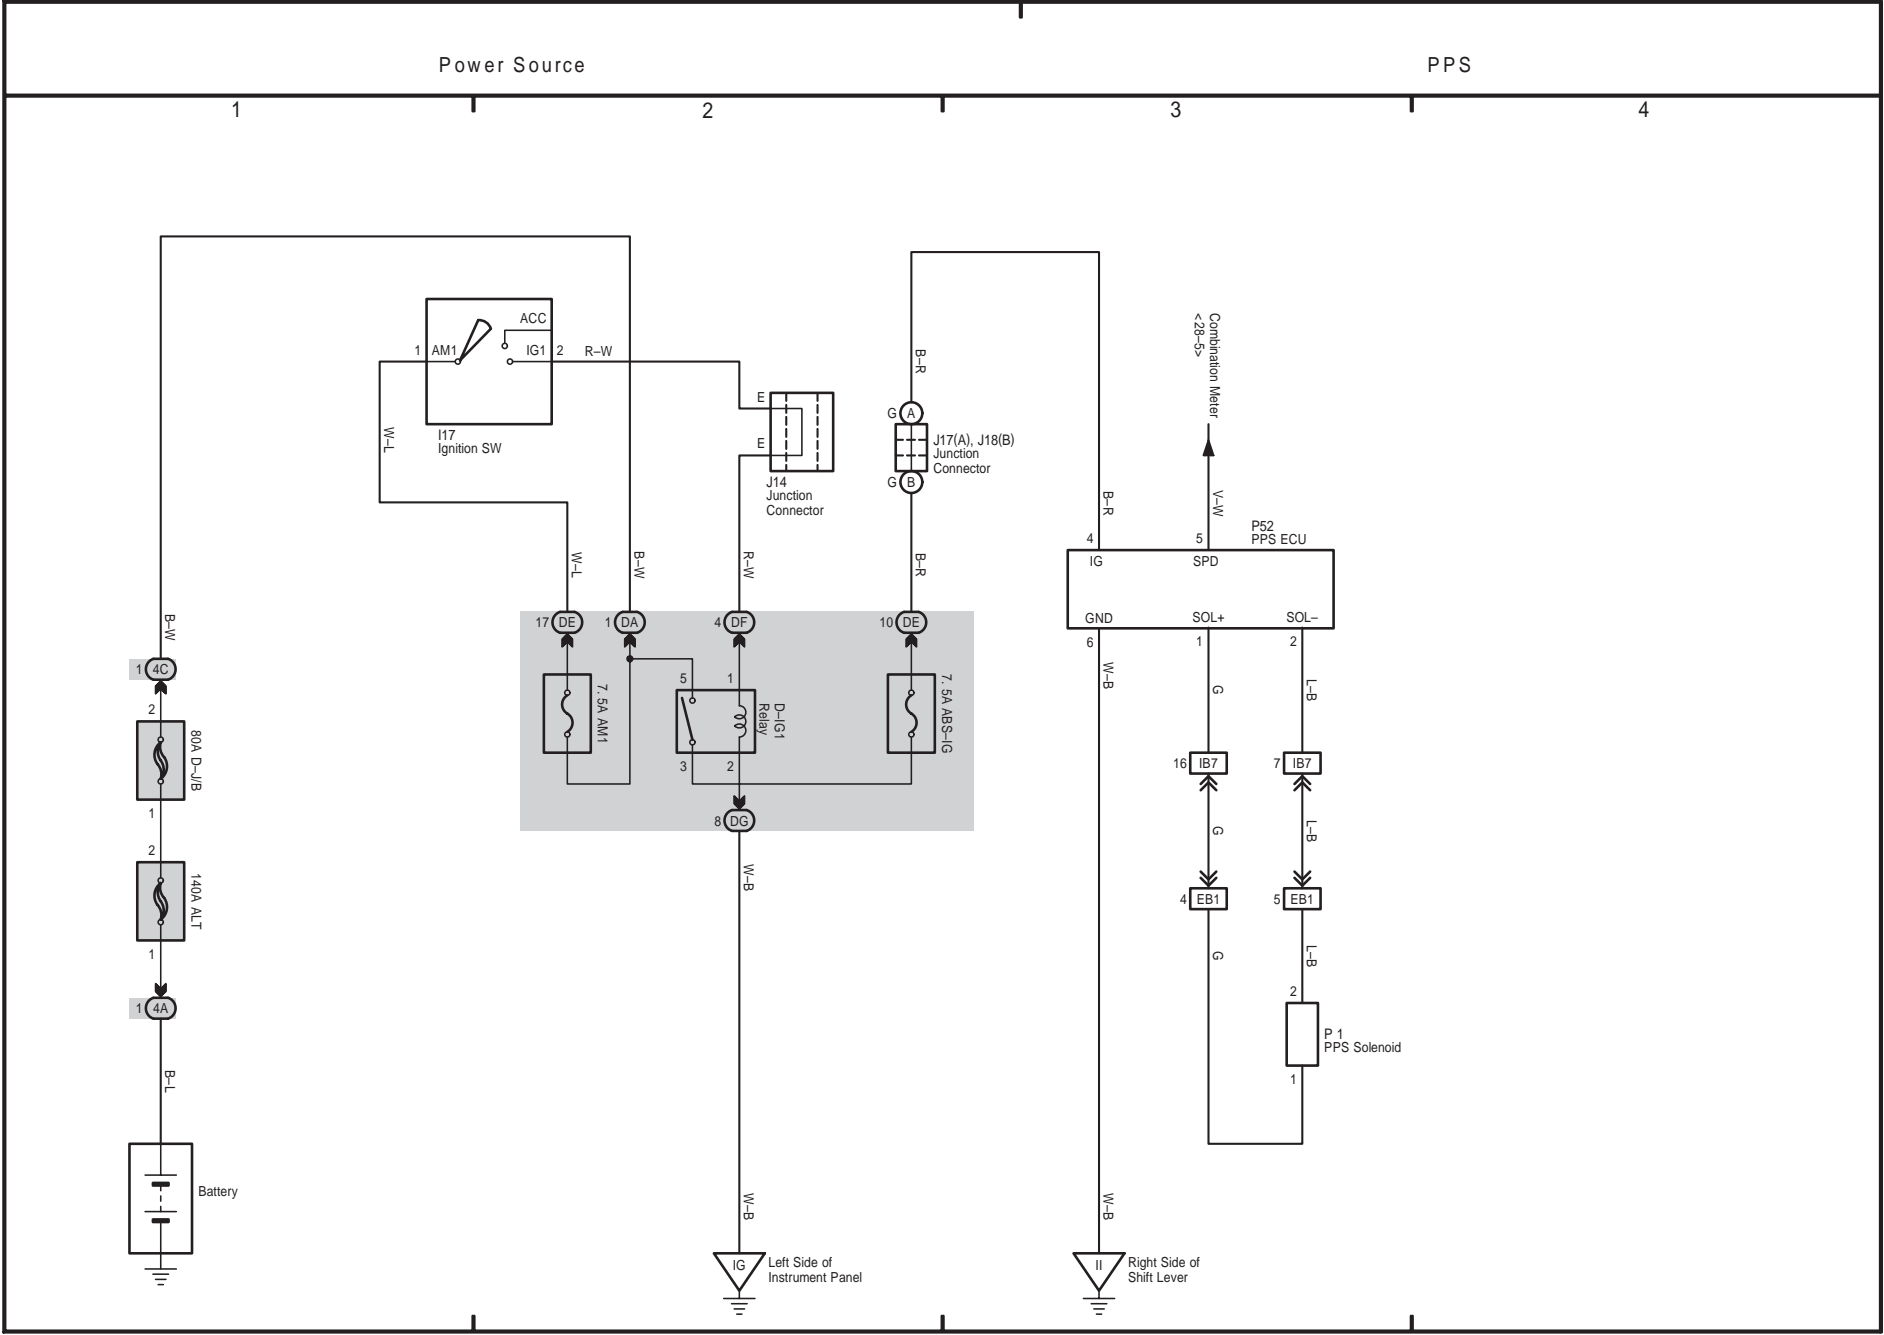 Power Source
PPS
1
2
3
4
ACC
1
AM1
IG1
2
R–W
I17
Ignition SW
W–L
E
E
J14
Junction
Connector
B–R
G
A
J17(A), J18(B)
Junction
Connector
G
B
B–R
Combination Meter
<28–5>
V–W
B–R
P52
PPS ECU
4
5
IG
SPD
GND
SOL+
SOL–
6
1
2
W–L
B–W
R–W
B–R
17
DE
1
DA
4
DF
10
DE
7. 5A AM1
5
1
D–IG1
Relay
3
2
7. 5A ABS–IG
8
DG
W–B
B–W
1
4C
2
80A D–J/B
1
2
140A ALT
1
1
4A
B–L
Battery
W–B
G
L–B
16
IB7
7
IB7
G
L–B
4
EB1
5
EB1
G
L–B
2
P 1
PPS Solenoid
1
W–B
IG
Left Side of
Instrument Panel
W–B
II
Right Side of
Shift Lever